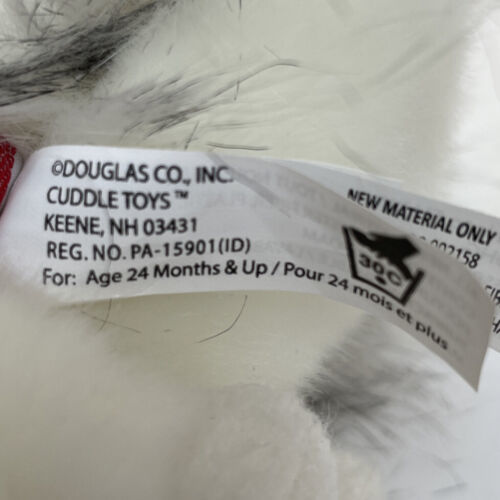 ©DOUGLAS CO., INC.
CUDDLE TOYS™
KEENE, NH 03431
REG. NO. PA-15901(ID)
For: Age 24 Months & Up / Pour 24 mois et plus
30C
NEW MATERIAL ONLY